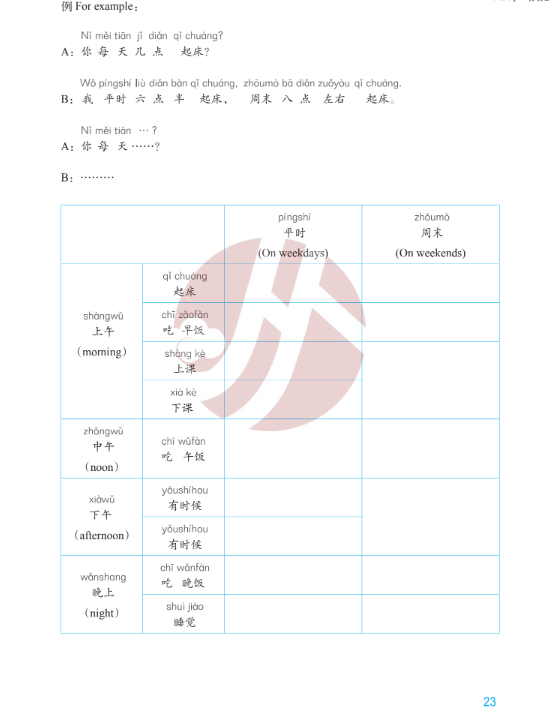 例 For example：
Nǐ měi tiān jǐ diǎn qǐ chuáng?
A：你 每 天 几 点 起床？
Wǒ píngshí liù diǎn bàn qǐ chuáng, zhōumò bā diǎn zuǒyòu qǐ chuáng.
B：我 平时 六 点 半 起床， 周末 八 点 左右 起床。
Nǐ měi tiān … ?
A：你 每 天 ……？
B：………
píngshí
平时
(On weekdays)
zhōumò
周末
(On weekends)
shàngwǔ
上午
（morning）
qǐ chuáng
起床
chī zǎofàn
吃 早饭
shàng kè
上课
xià kè
下课
zhōngwǔ
中午
（noon）
chī wǔfàn
吃 午饭
xiàwǔ
下午
（afternoon）
yǒushíhou
有时候
yǒushíhou
有时候
wǎnshang
晚上
（night）
chī wǎnfàn
吃 晚饭
shuì jiào
睡觉
23